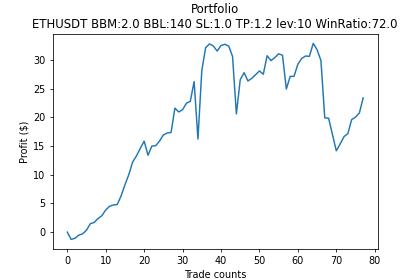 Portfolio
ETHUSDT BBM:2.0 BBL:140 SL:1.0 TP:1.2 lev:10 WinRatio:72.0
30
25
20
15
10
5
0
Profit ($)
0 10 20 30 40 50 60 70 80
Trade counts